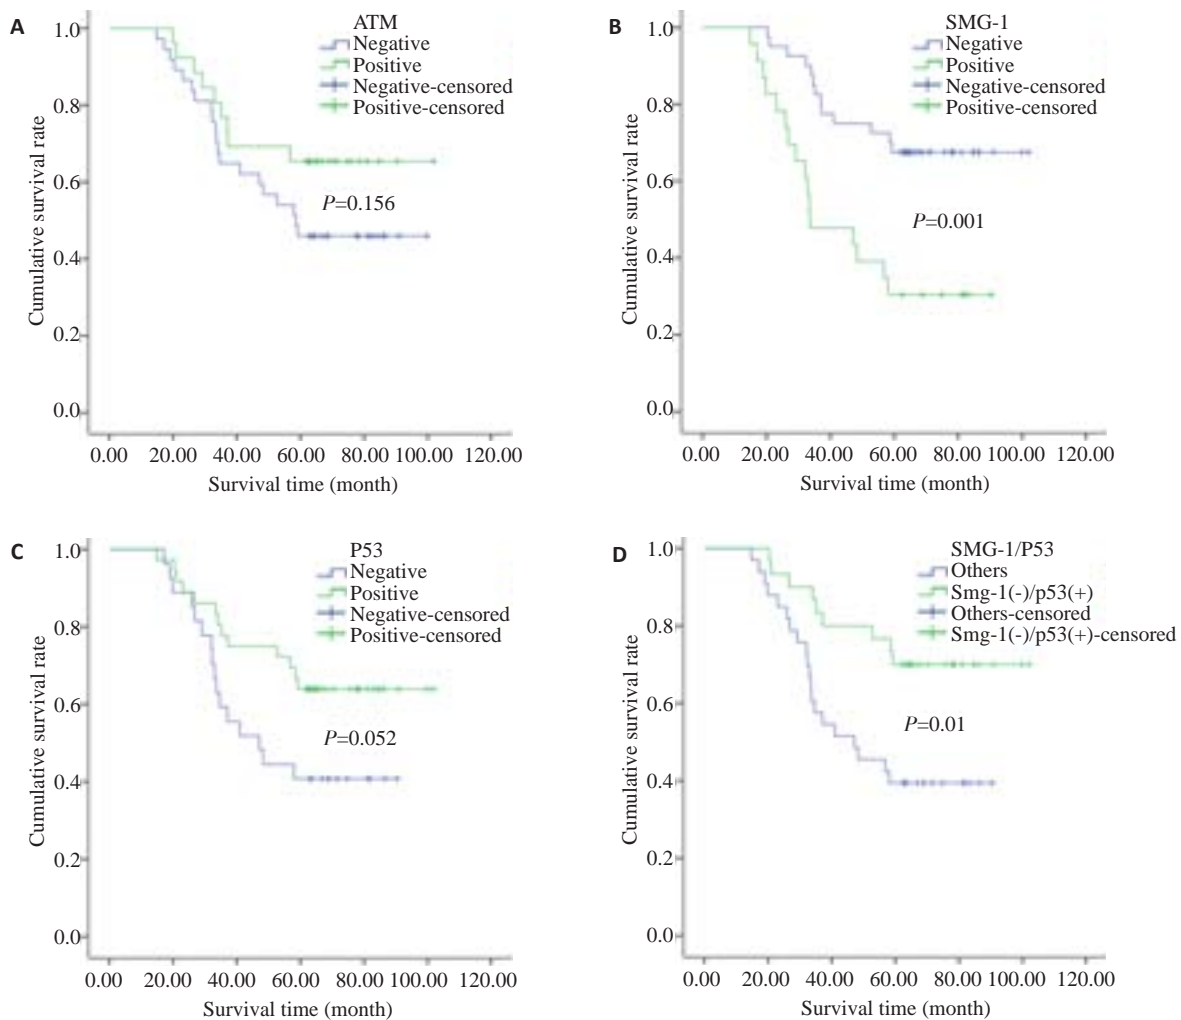 A
ATM
Negative
Positive
Negative-censored
Positive-censored
Cumulative survival rate
1.0
0.8
0.6
0.4
0.2
0.0
P=0.156
0.00 20.00 40.00 60.00 80.00 100.00 120.00
Survival time (month)
B
SMG-1
Negative
Positive
Negative-censored
Positive-censored
Cumulative survival rate
1.0
0.8
0.6
0.4
0.2
0.0
P=0.001
0.00 20.00 40.00 60.00 80.00 100.00 120.00
Survival time (month)
C
P53
Negative
Positive
Negative-censored
Positive-censored
Cumulative survival rate
1.0
0.8
0.6
0.4
0.2
0.0
P=0.052
0.00 20.00 40.00 60.00 80.00 100.00 120.00
Survival time (month)
D
SMG-1/P53
Others
Smg-1(-)/p53(+)
Others-censored
Smg-1(-)/p53(+)-censored
Cumulative survival rate
1.0
0.8
0.6
0.4
0.2
0.0
P=0.01
0.00 20.00 40.00 60.00 80.00 100.00 120.00
Survival time (month)